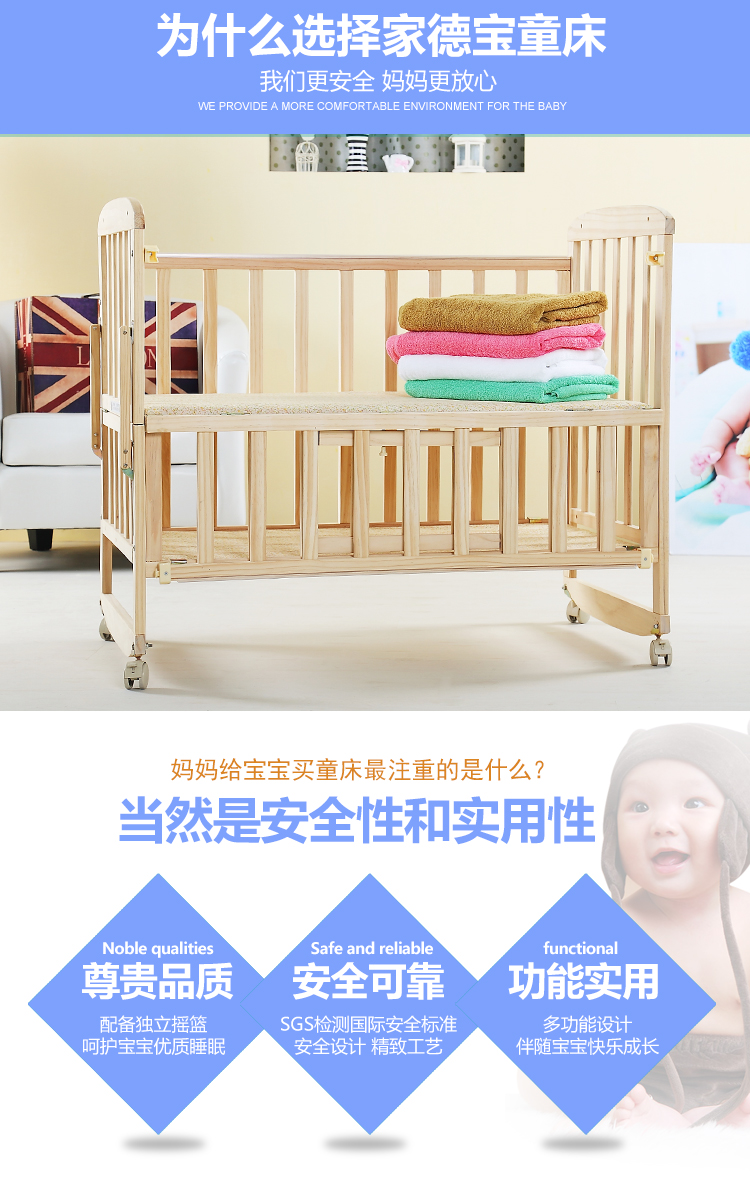 为什么选择家德宝童床
我们更安全 妈妈更放心
WE PROVIDE A MORE COMFORTABLE ENVIRONMENT FOR THE BABY
妈妈给宝宝买童床最注重的是什么?
当然是安全性和实用性
Noble qualities
尊贵品质
配备独立摇篮
呵护宝宝优质睡眠
Safe and reliable
安全可靠
SGS检测国际安全标准
安全设计 精致工艺
functional
功能实用
多功能设计
伴随宝宝快乐成长